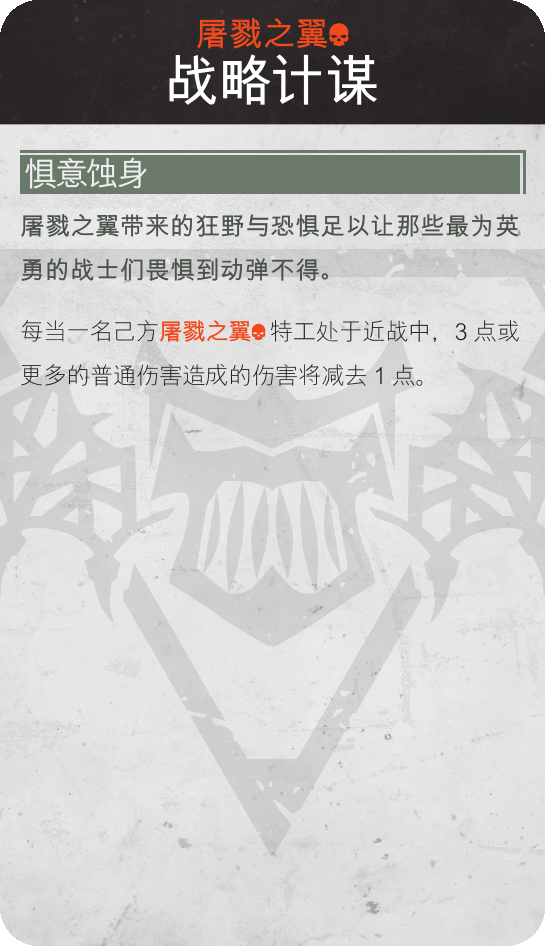 屠戮之翼
战略计谋
惧意蚀身
屠戮之翼带来的狂野与恐惧足以让那些最为英
勇的战士们畏惧到动弹不得。
每当一名己方屠戮之翼特工处于近战中，3 点或
更多的普通伤害造成的伤害将减去 1 点。